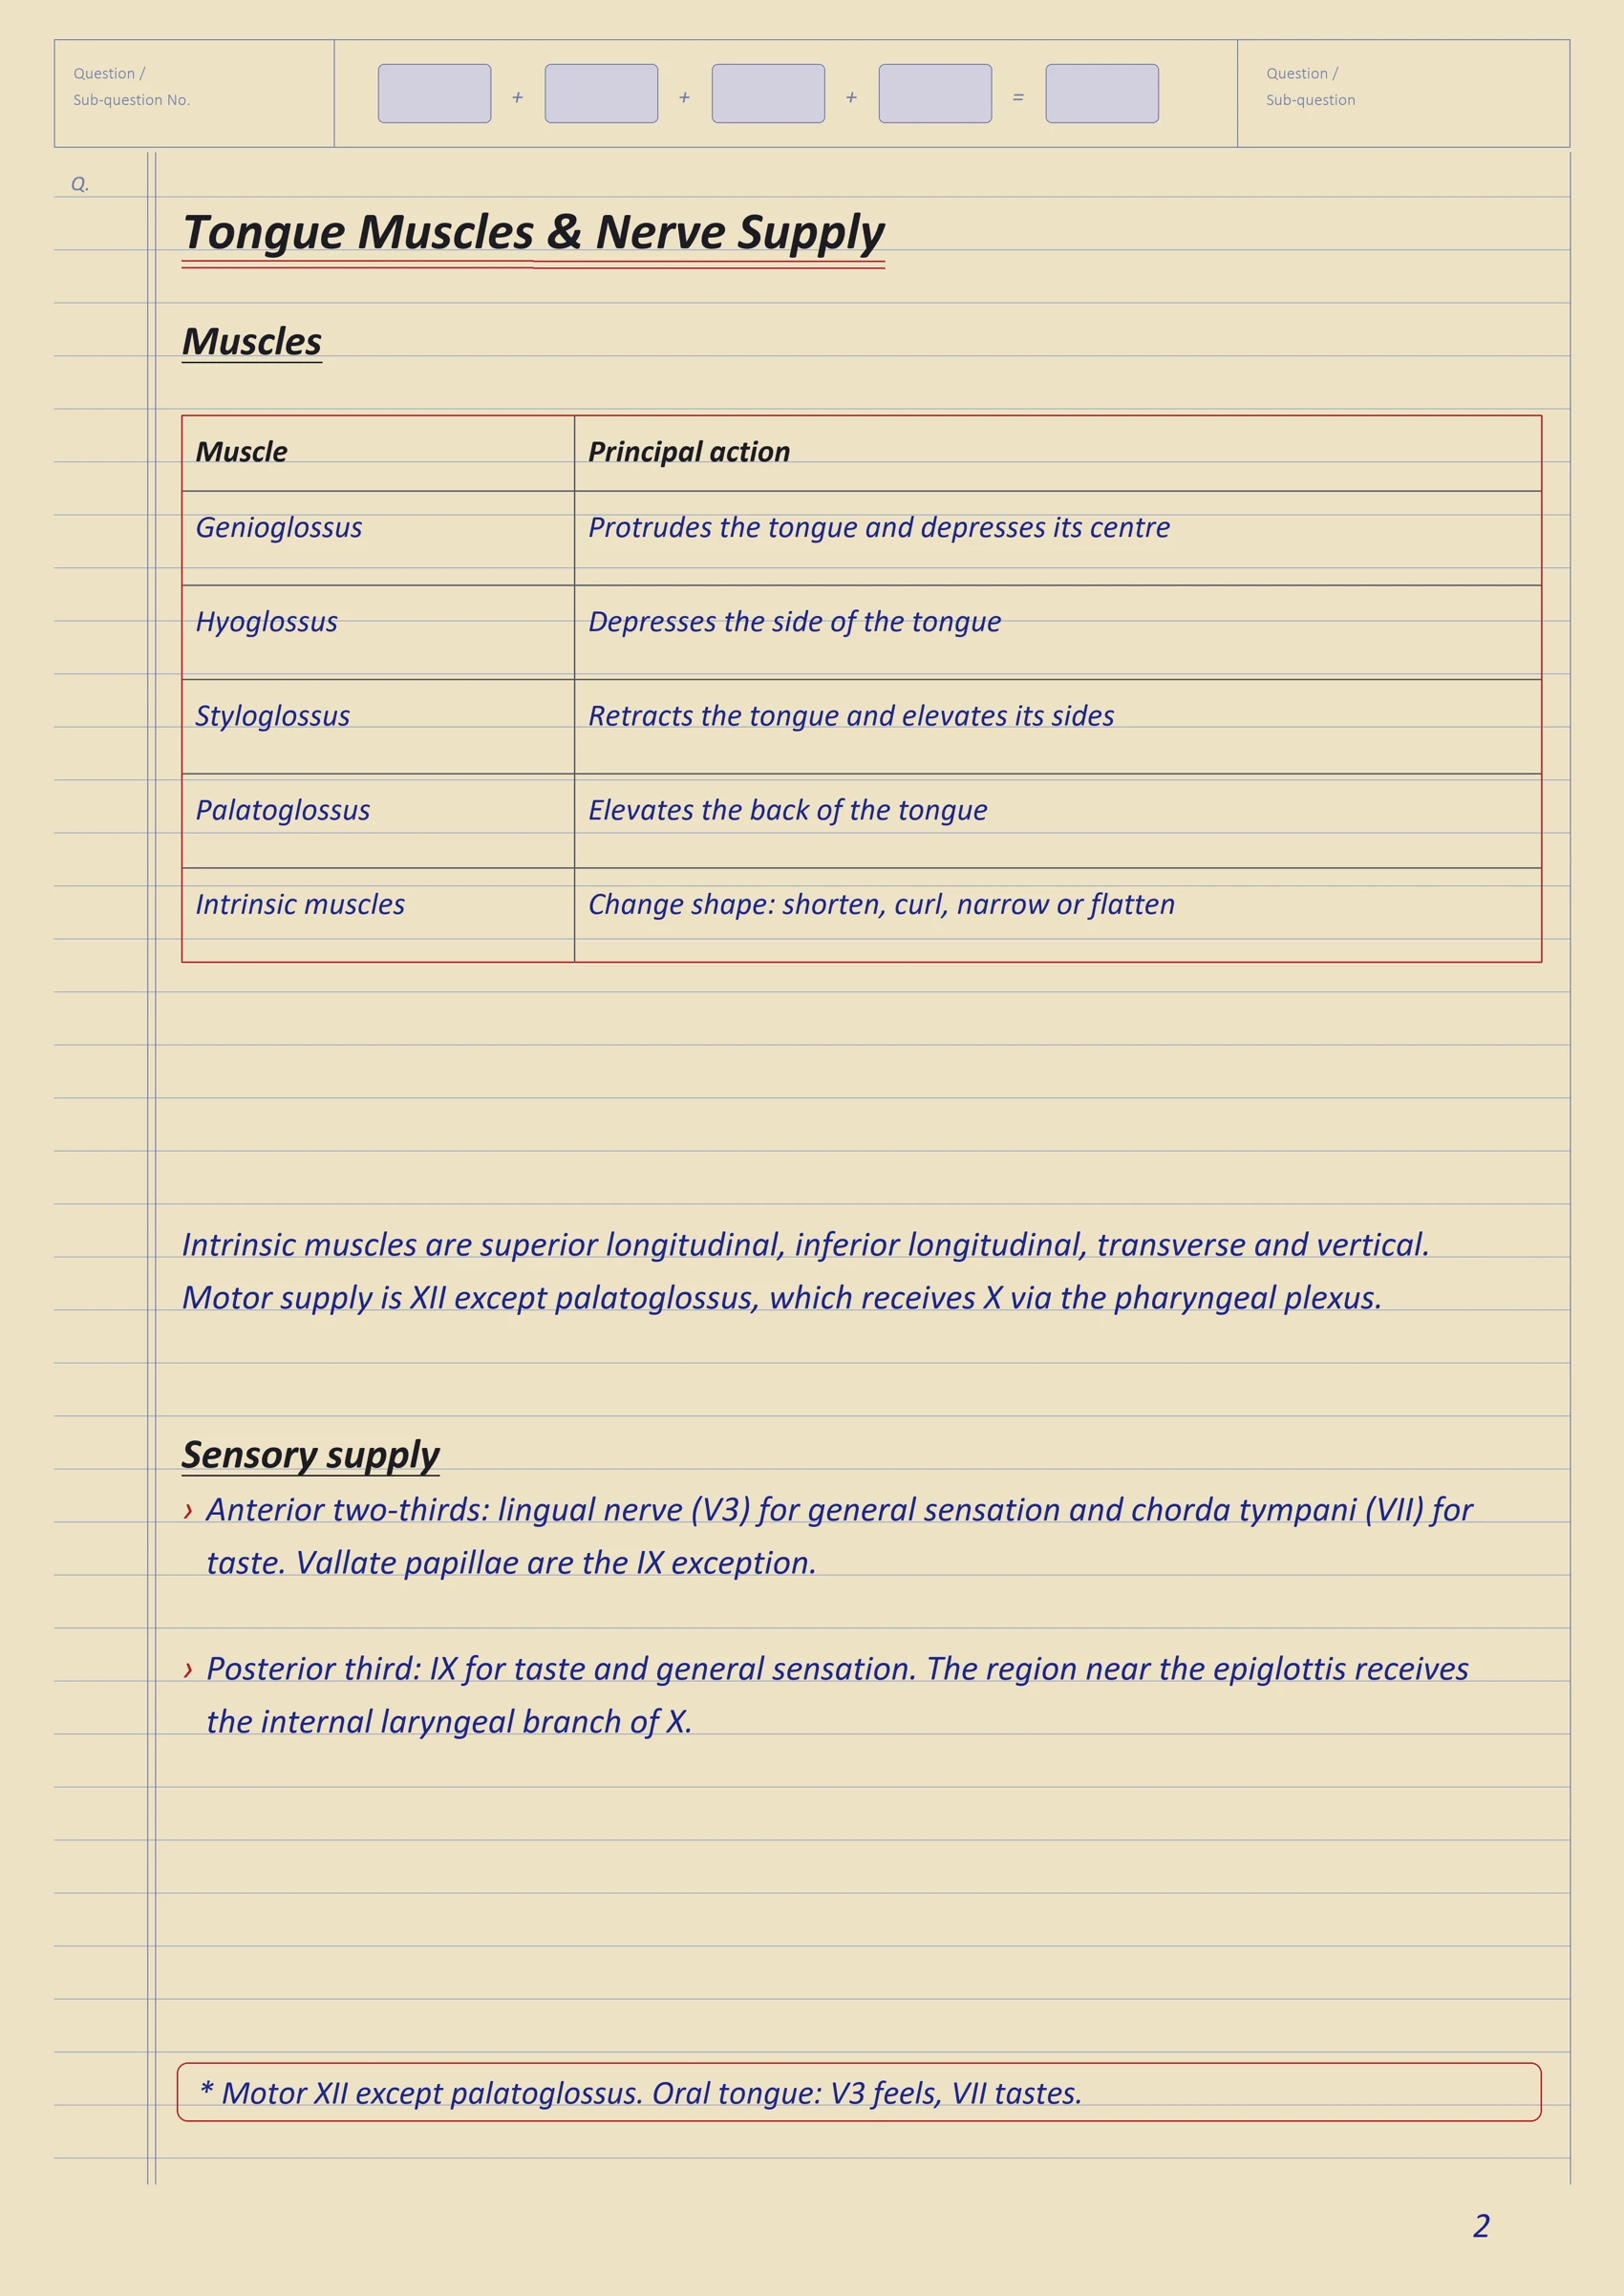 Question /
Sub-question No.
+ + + =
Question /
Sub-question
Q.
Tongue Muscles & Nerve Supply
Muscles
Muscle Principal action
Genioglossus Protrudes the tongue and depresses its centre
Hyoglossus Depresses the side of the tongue
Styloglossus Retracts the tongue and elevates its sides
Palatoglossus Elevates the back of the tongue
Intrinsic muscles Change shape: shorten, curl, narrow or flatten
Intrinsic muscles are superior longitudinal, inferior longitudinal, transverse and vertical.
Motor supply is XII except palatoglossus, which receives X via the pharyngeal plexus.
Sensory supply
› Anterior two-thirds: lingual nerve (V3) for general sensation and chorda tympani (VII) for
taste. Vallate papillae are the IX exception.
› Posterior third: IX for taste and general sensation. The region near the epiglottis receives
the internal laryngeal branch of X.
* Motor XII except palatoglossus. Oral tongue: V3 feels, VII tastes.
2